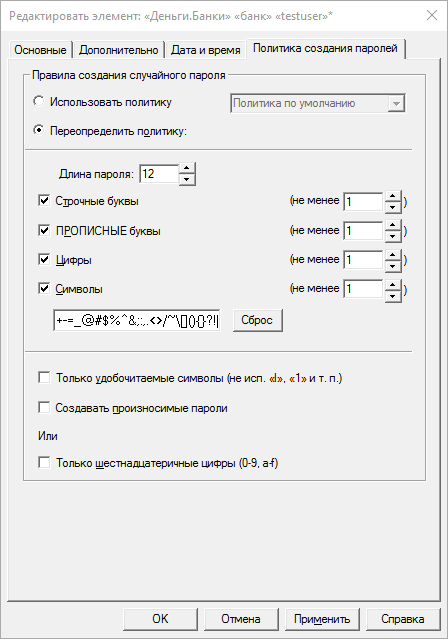 Редактировать элемент: «Деньги.Банки» «банк» «testuser»*
Основные Дополнительно Дата и время Политика создания паролей
Правила создания случайного пароля
Использовать политику Политика по умолчанию
Переопределить политику:
Длина пароля: 12
Строчные буквы (не менее 1 )
ПРОПИСНЫЕ буквы (не менее 1 )
Цифры (не менее 1 )
Символы (не менее 1 )
+-=_@#$%^&;:,.<>/~\[](){}?!| Сброс
Только удобочитаемые символы (не исп. «l», «1» и т. п.)
Создавать произносимые пароли
Или
Только шестнадцатеричные цифры (0-9, a-f)
OK Отмена Применить Справка